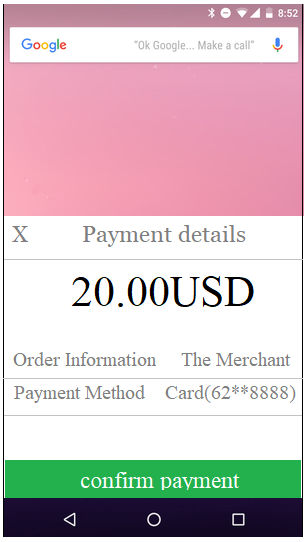 8:52
Google "Ok Google... Make a call"
X Payment details
20.00USD
Order Information The Merchant
Payment Method Card(62**8888)
confirm payment